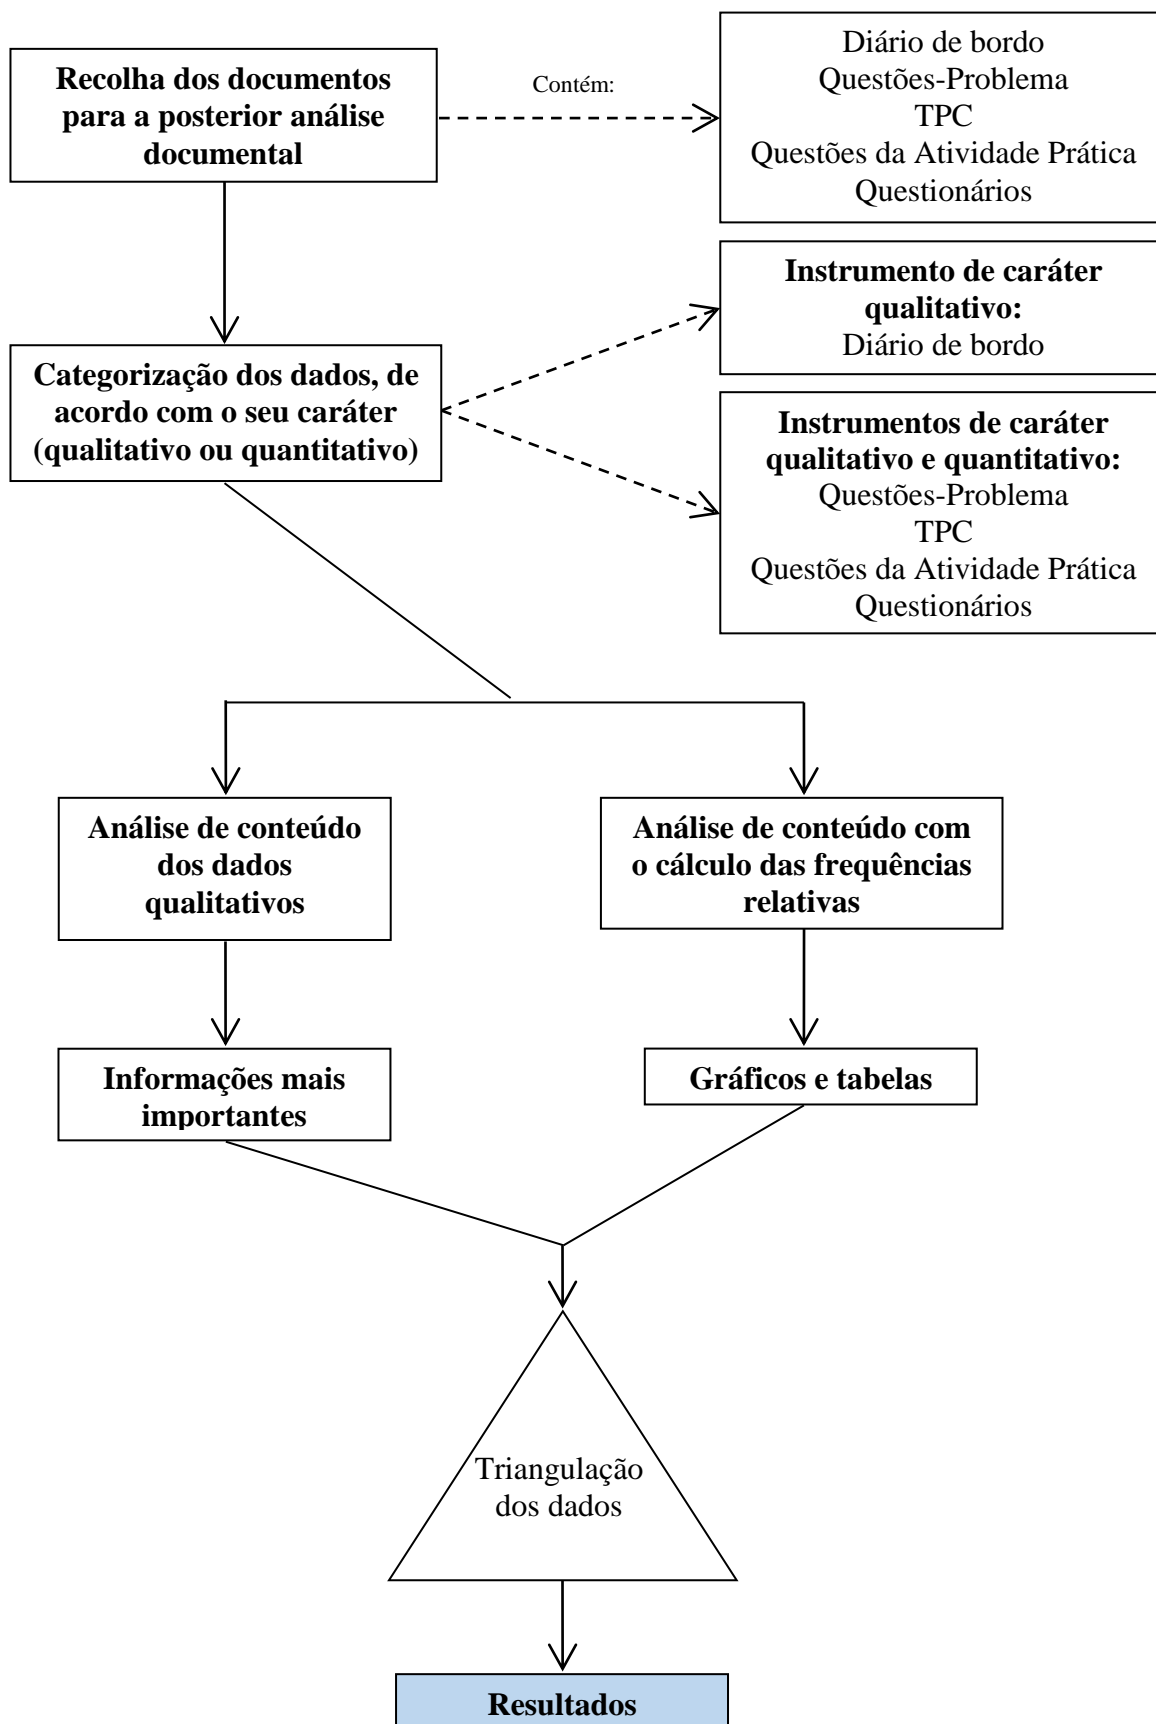 Recolha dos documentos
para a posterior análise
documental
Contém:
Diário de bordo
Questões-Problema
TPC
Questões da Atividade Prática
Questionários
Instrumento de caráter
qualitativo:
Diário de bordo
Categorização dos dados, de
acordo com o seu caráter
(qualitativo ou quantitativo)
Instrumentos de caráter
qualitativo e quantitativo:
Questões-Problema
TPC
Questões da Atividade Prática
Questionários
Análise de conteúdo
dos dados
qualitativos
Análise de conteúdo com
o cálculo das frequências
relativas
Informações mais
importantes
Gráficos e tabelas
Triangulação
dos dados
Resultados